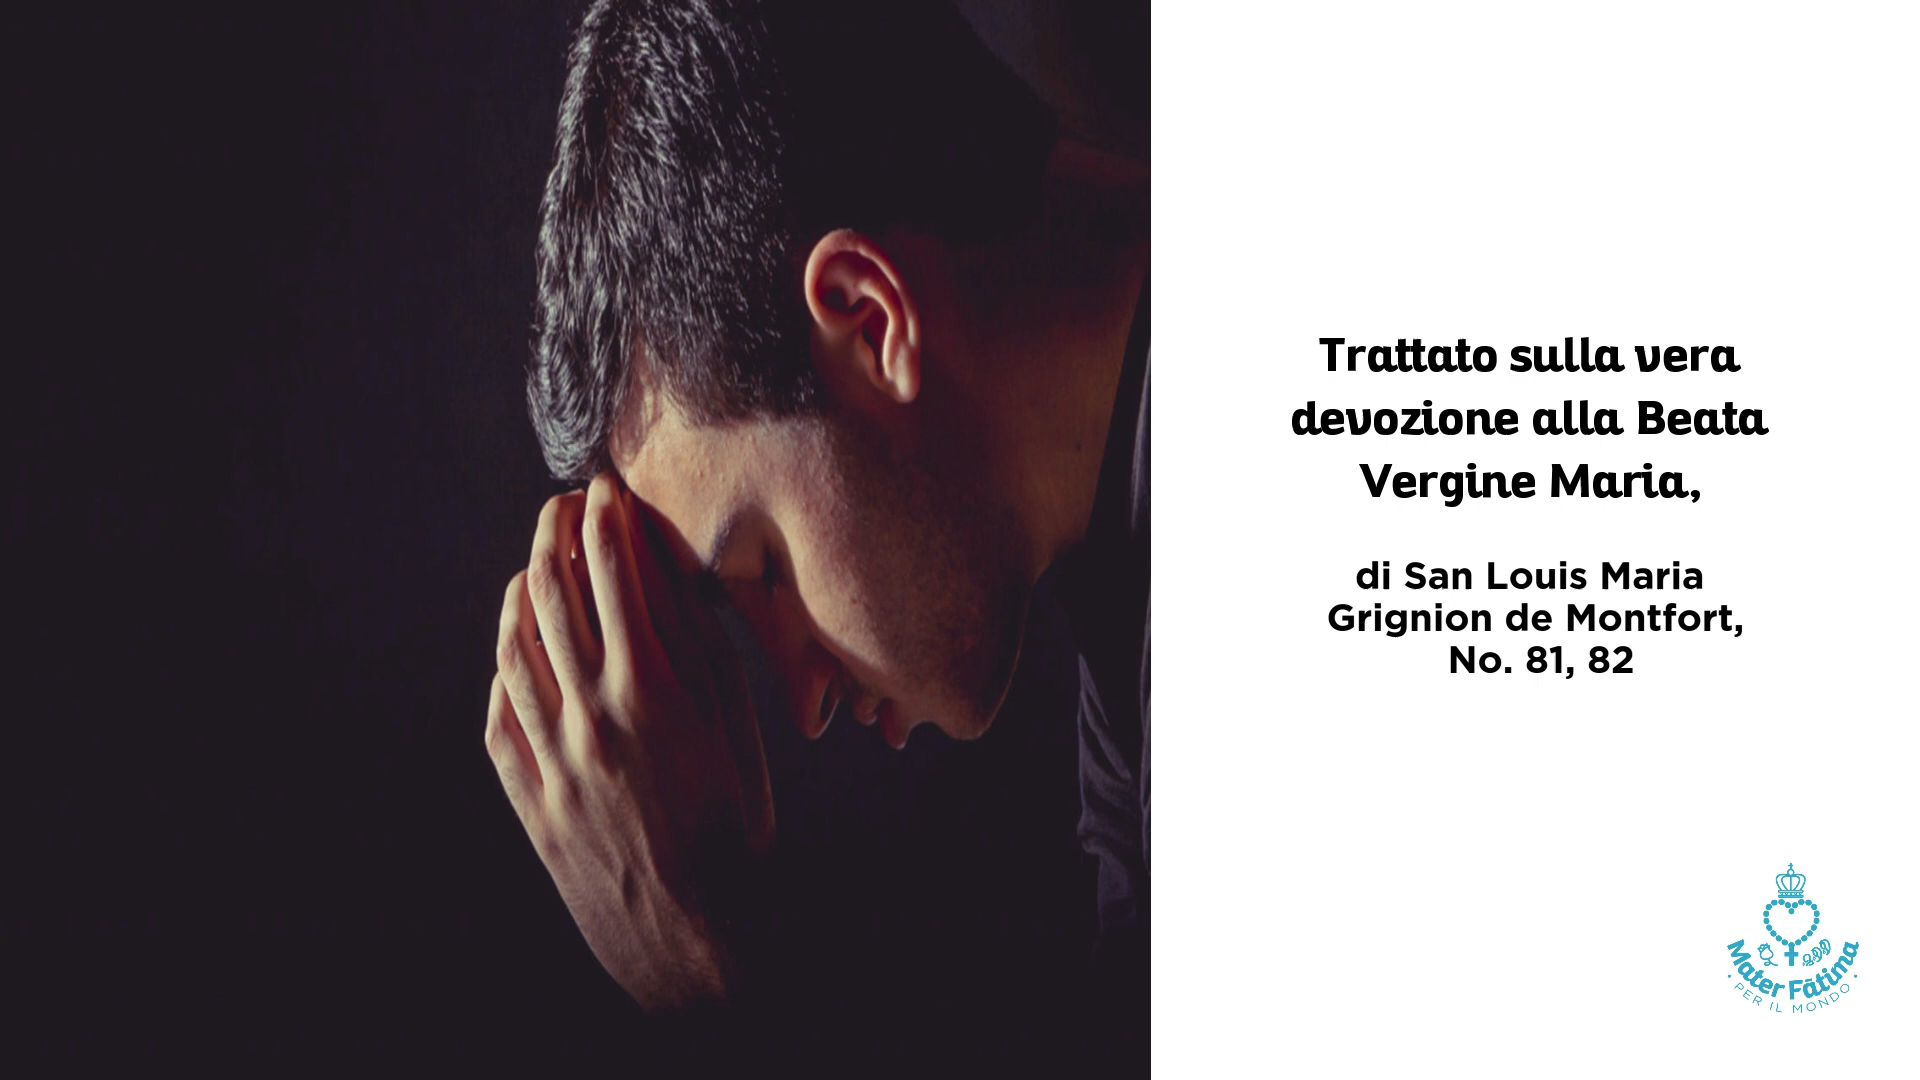 Trattato sulla vera
devozione alla Beata
Vergine Maria,
di San Louis Maria
Grignion de Montfort,
No. 81, 82
Mater Fátima
· PER IL MONDO ·